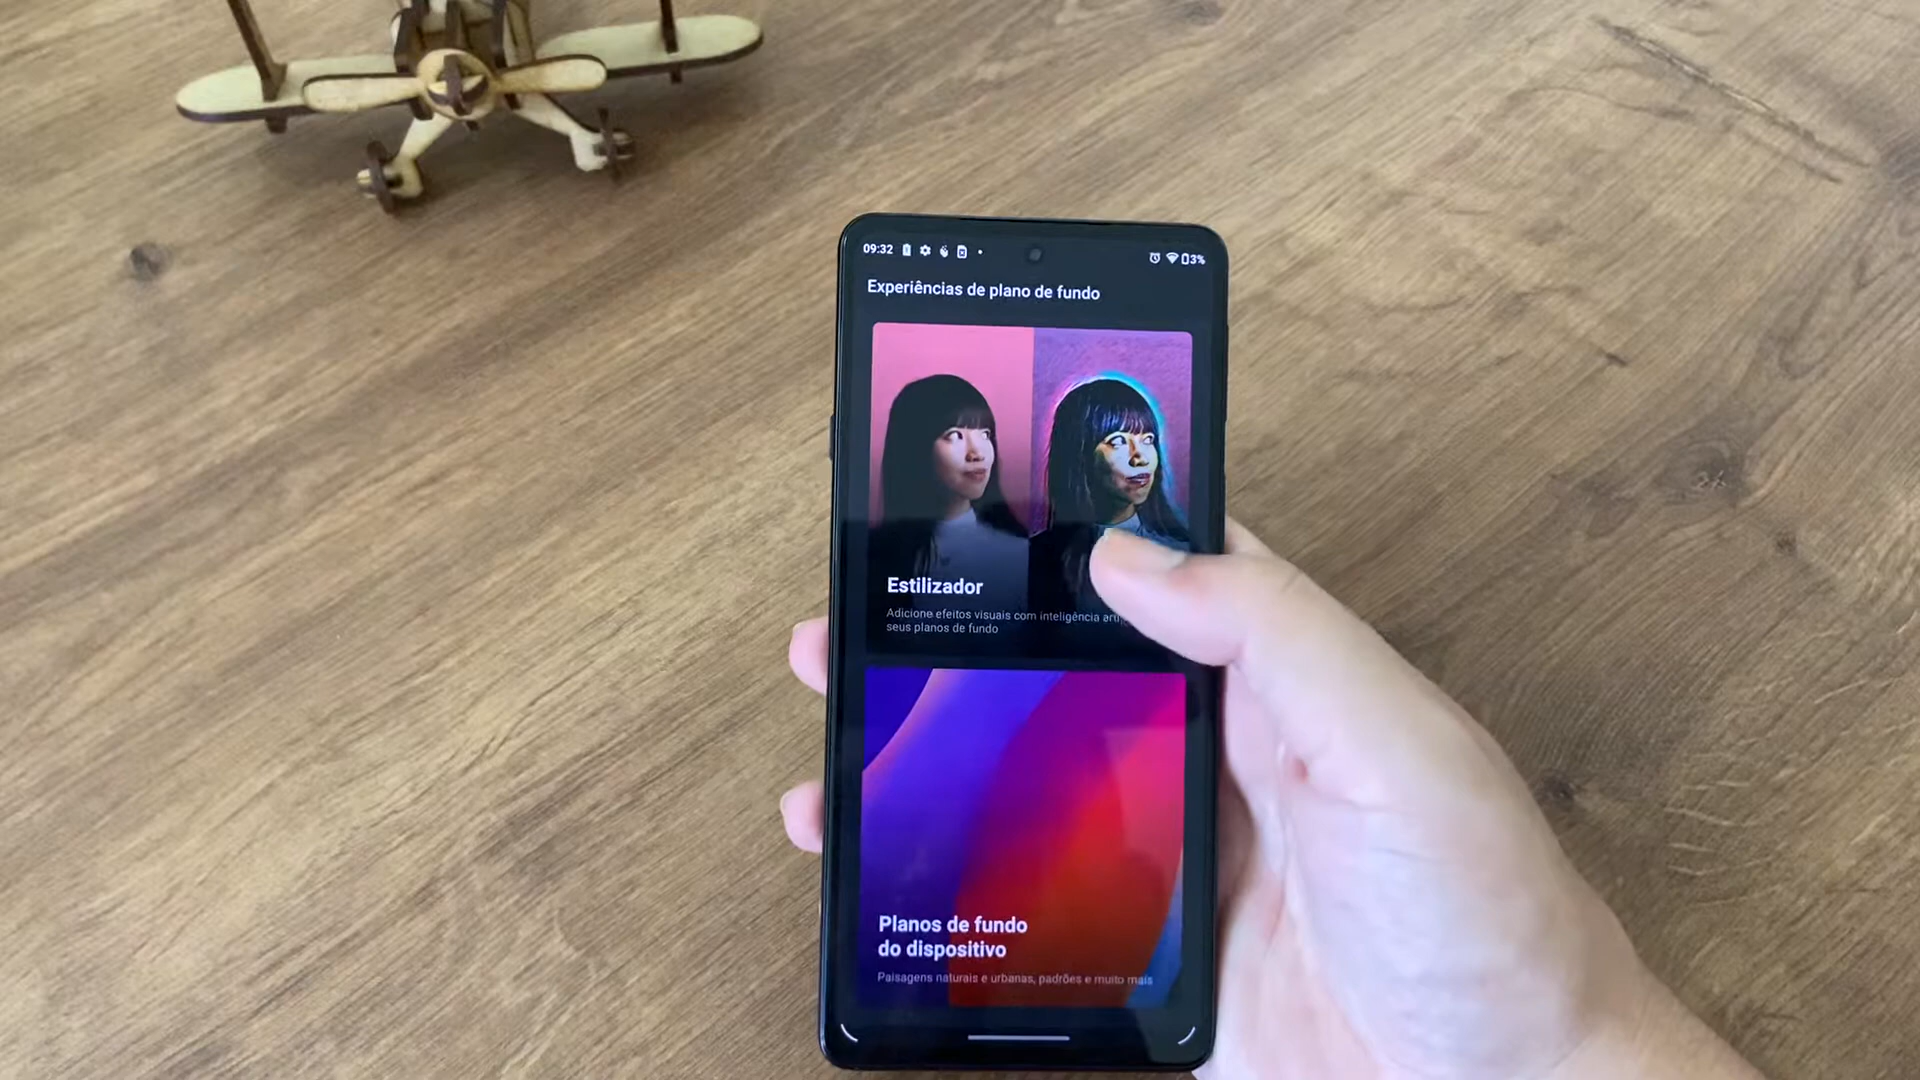 09:32
3%
Experiências de plano de fundo
Estilizador
Adicione efeitos visuais com inteligência
seus planos de fundo
Planos de fundo
do dispositivo
Paisagens naturais e urbanas, padrões e muito mais